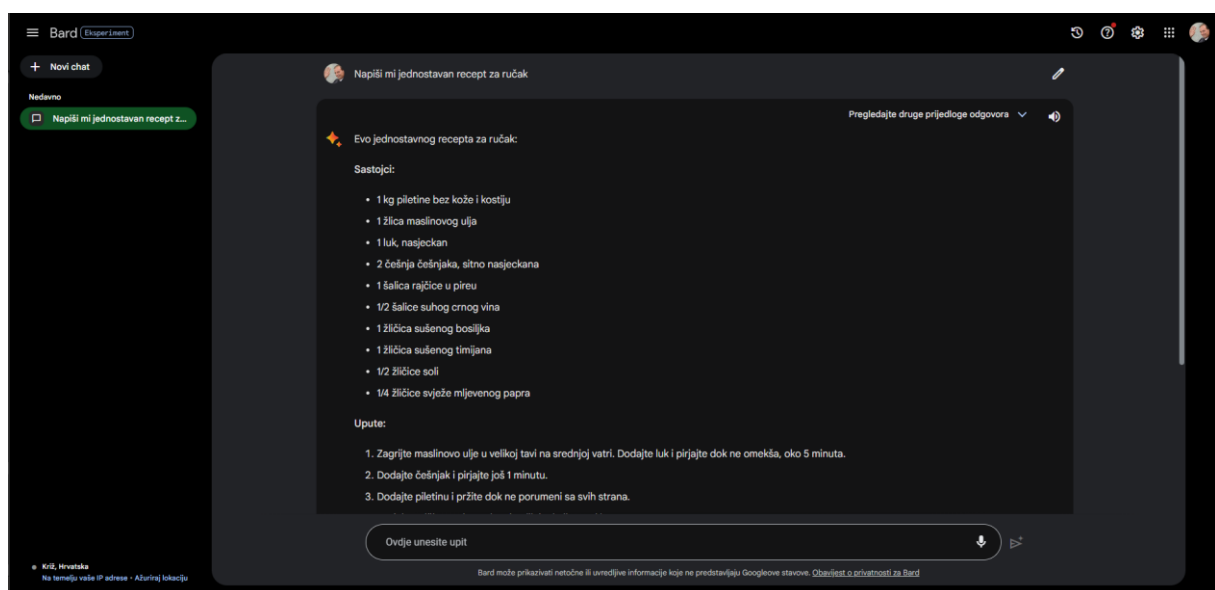 Bard Eksperiment
+ Novi chat
Nedavno
Napiši mi jednostavan recept z...
Napiši mi jednostavan recept za ručak
Pregledajte druge prijedloge odgovora
Evo jednostavnog recepta za ručak:
Sastojci:
• 1 kg piletine bez kože i kostiju
• 1 žlica maslinovog ulja
• 1 luk, nasjeckan
• 2 češnja češnjaka, sitno nasjeckana
• 1 šalica rajčice u pireu
• 1/2 šalice suhog crnog vina
• 1 žličica sušenog bosiljka
• 1 žličica sušenog timijana
• 1/2 žličice soli
• 1/4 žličice svježe mljevenog papra
Upute:
1. Zagrijte maslinovo ulje u velikoj tavi na srednjoj vatri. Dodajte luk i pirjajte dok ne omekša, oko 5 minuta.
2. Dodajte češnjak i pirjajte još 1 minutu.
3. Dodajte piletinu i pržite dok ne porumeni sa svih strana.
Ovdje unesite upit
Križ, Hrvatska
Na temelju vaše IP adrese • Ažuriraj lokaciju
Bard može prikazivati netočne ili uvredljive informacije koje ne predstavljaju Googleove stavove. Obavijest o privatnosti za Bard